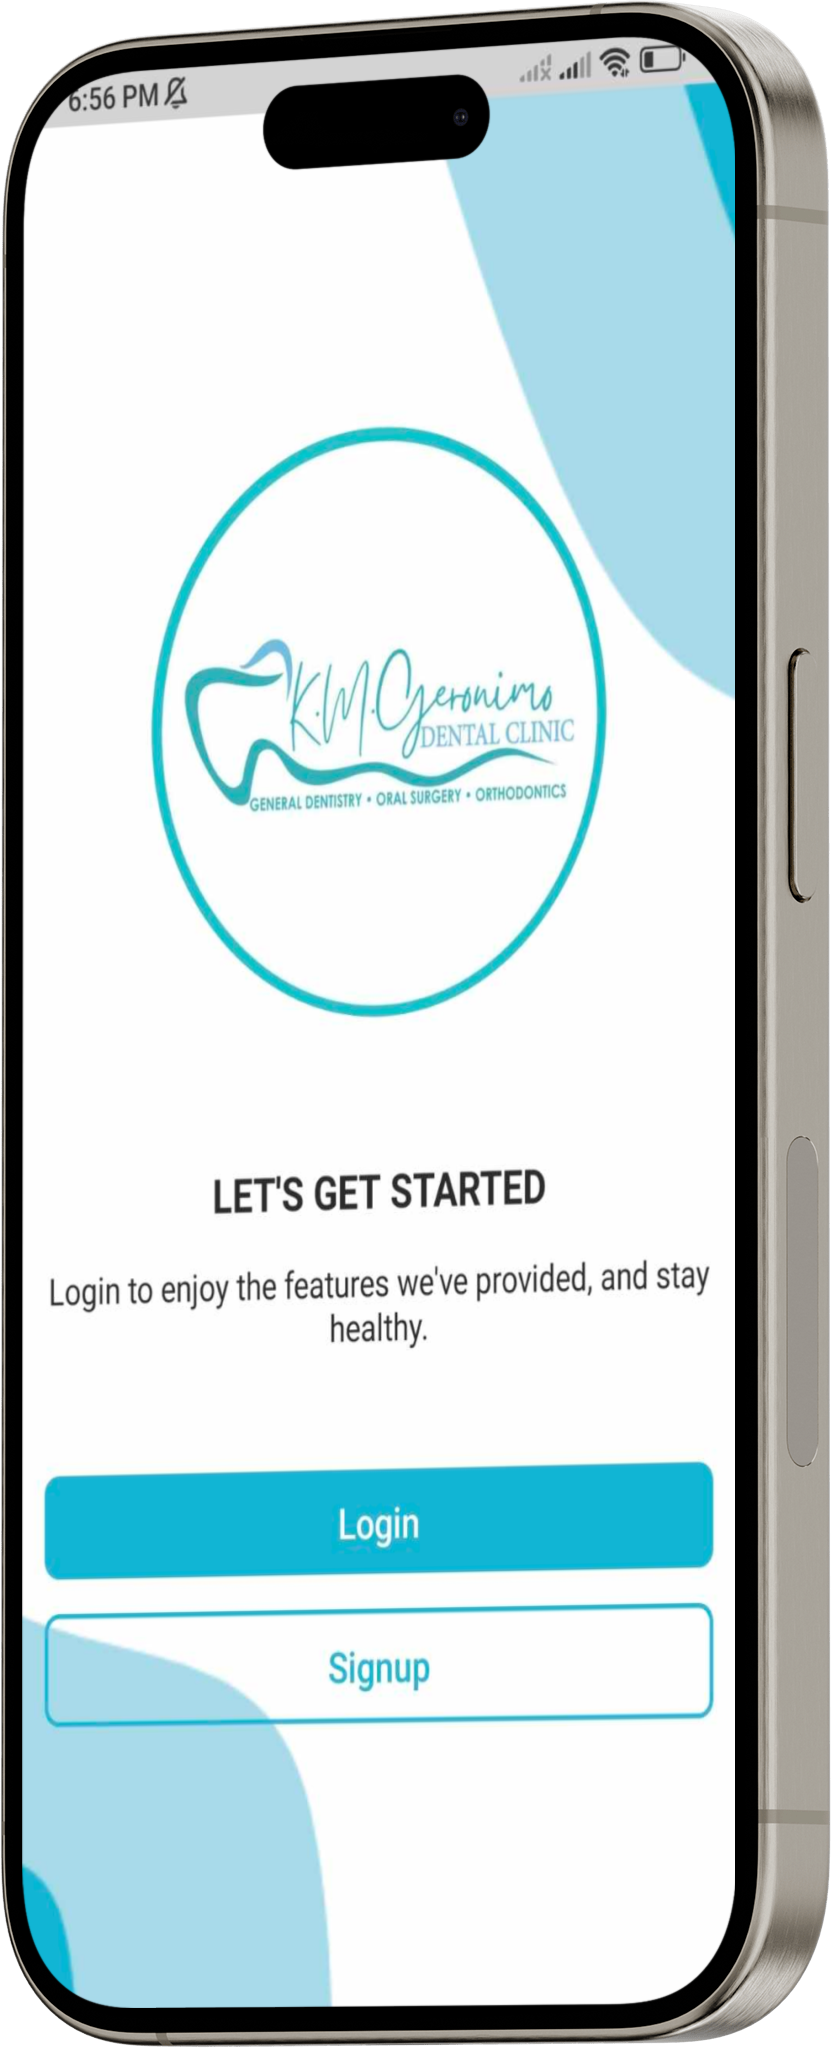 6:56 PM
K.M.Geronimo
DENTAL CLINIC
GENERAL DENTISTRY • ORAL SURGERY • ORTHODONTICS
LET'S GET STARTED
Login to enjoy the features we've provided, and stay
healthy.
Login
Signup